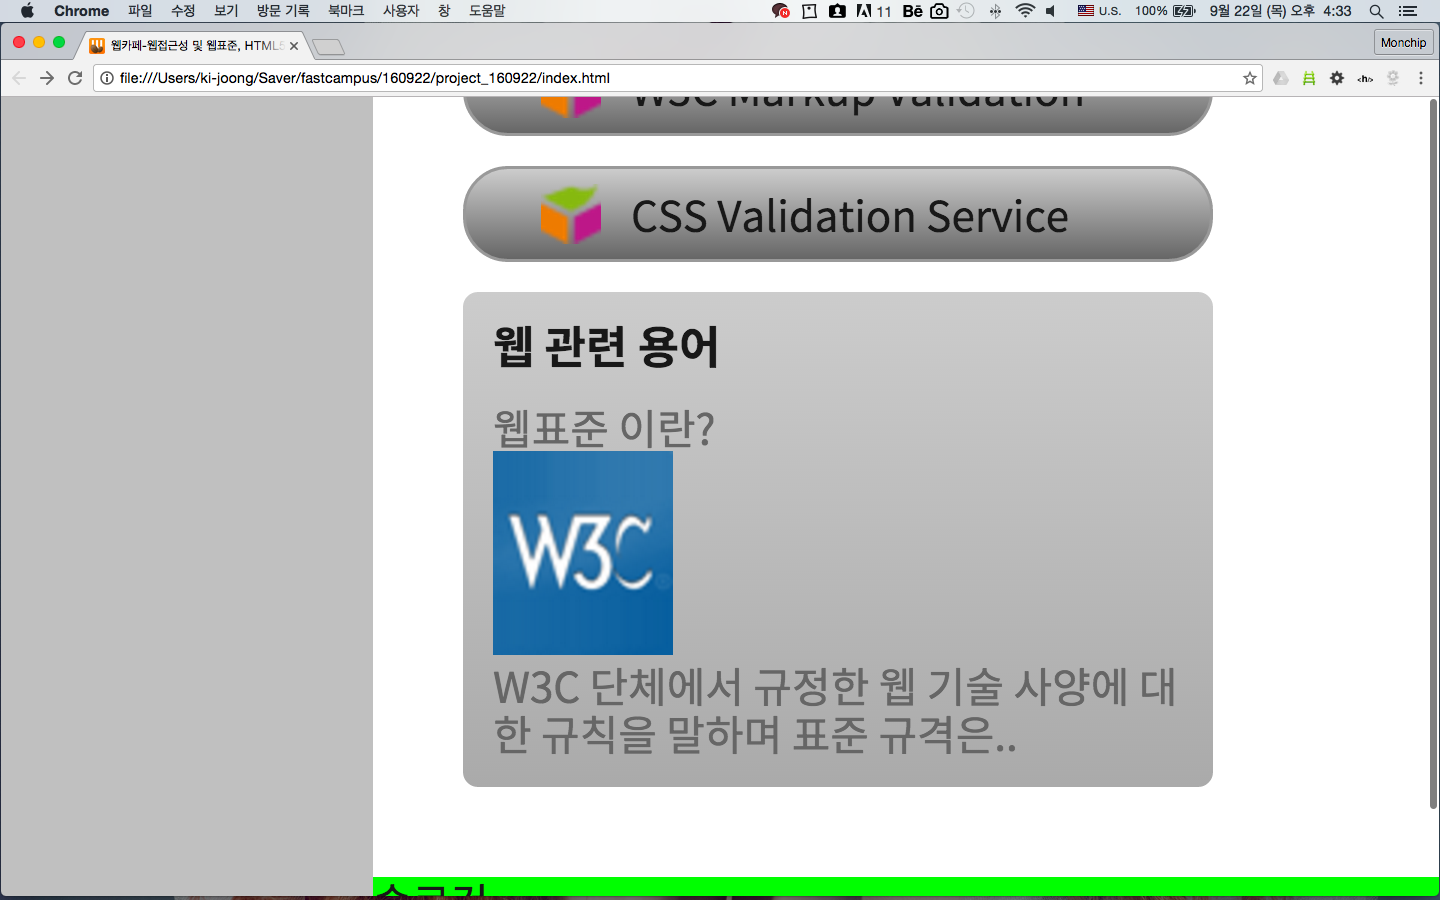 Chrome 파일 수정 보기 방문 기록 북마크 사용자 창 도움말 11 Bē U.S. 100% 9월 22일 (목) 오후 4:33
웹카페-웹접근성 및 웹표준, HTML5
Monchip
file:///Users/ki-joong/Saver/fastcampus/160922/project_160922/index.html
<h/>
W3C Markup Validation
CSS Validation Service
웹 관련 용어
웹표준 이란?
W3C
W3C 단체에서 규정한 웹 기술 사양에 대
한 규칙을 말하며 표준 규격은..